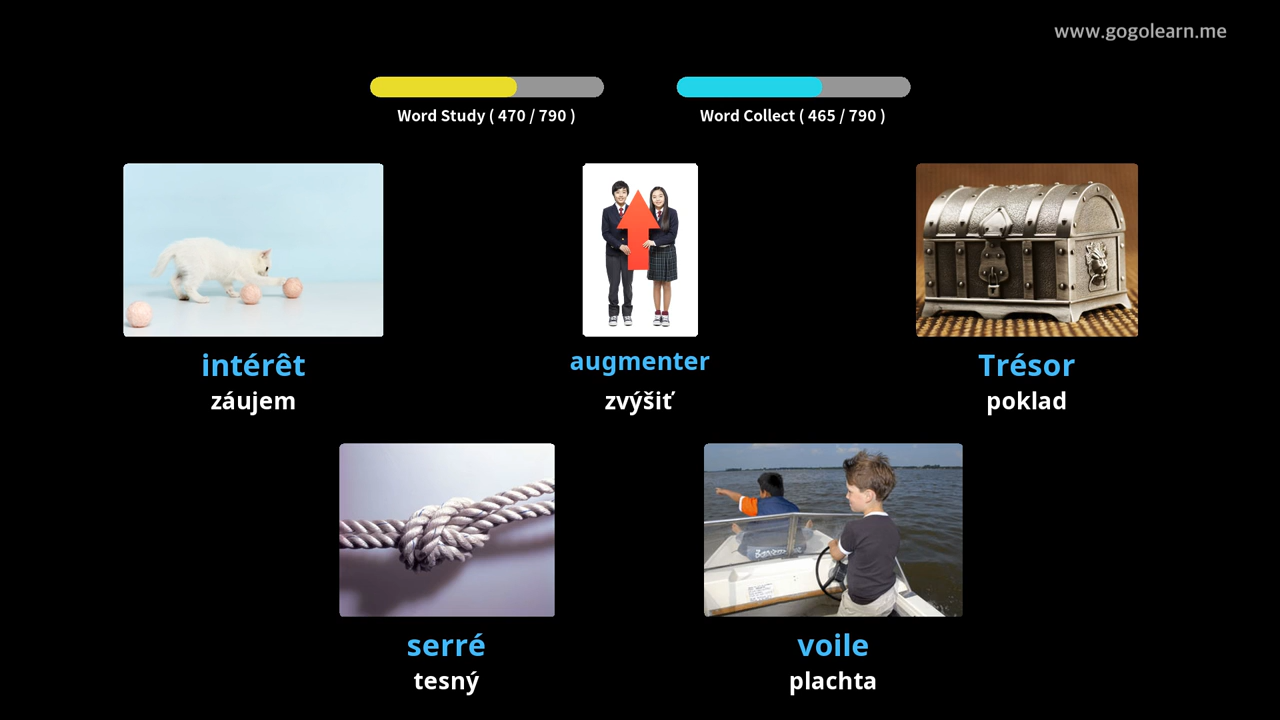 www.gogolearn.me
Word Study ( 470 / 790 )
Word Collect ( 465 / 790 )
intérêt
záujem
augmenter
zvýšiť
Trésor
poklad
serré
tesný
voile
plachta